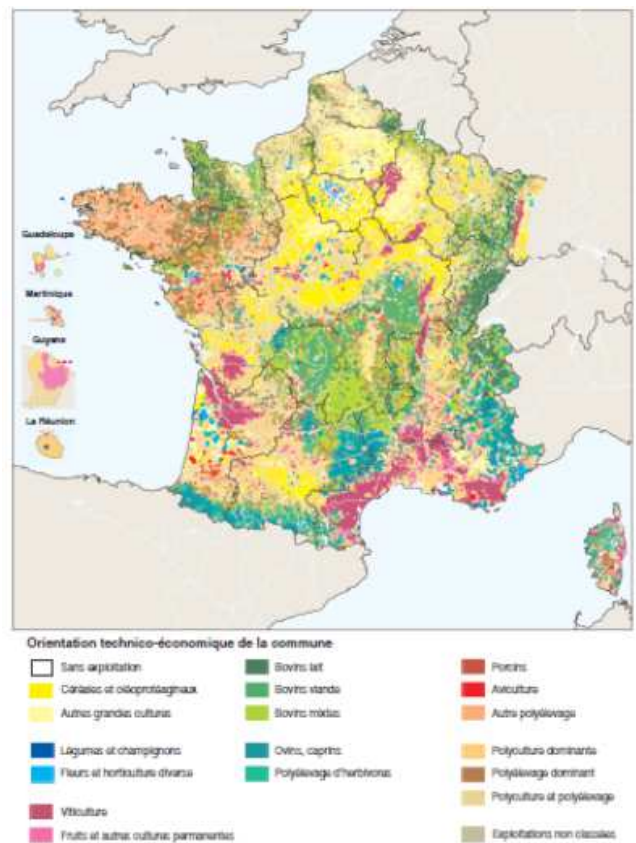 Guadeloupe
Martinique
Guyane
La Réunion
Orientation technico-économique de la commune
Sans exploitation
Céréales et oléoprotéagineux
Autres grandes cultures
Légumes et champignons
Fleurs et horticulture diverse
Viticulture
Fruits et autres cultures permanentes
Bovins lait
Bovins viande
Bovins mixtes
Ovins, caprins
Polyélevage d'herbivores
Porcins
Aviculture
Autre polyélevage
Polyculture dominante
Polyélevage dominant
Polyculture et polyélevage
Exploitations non classées